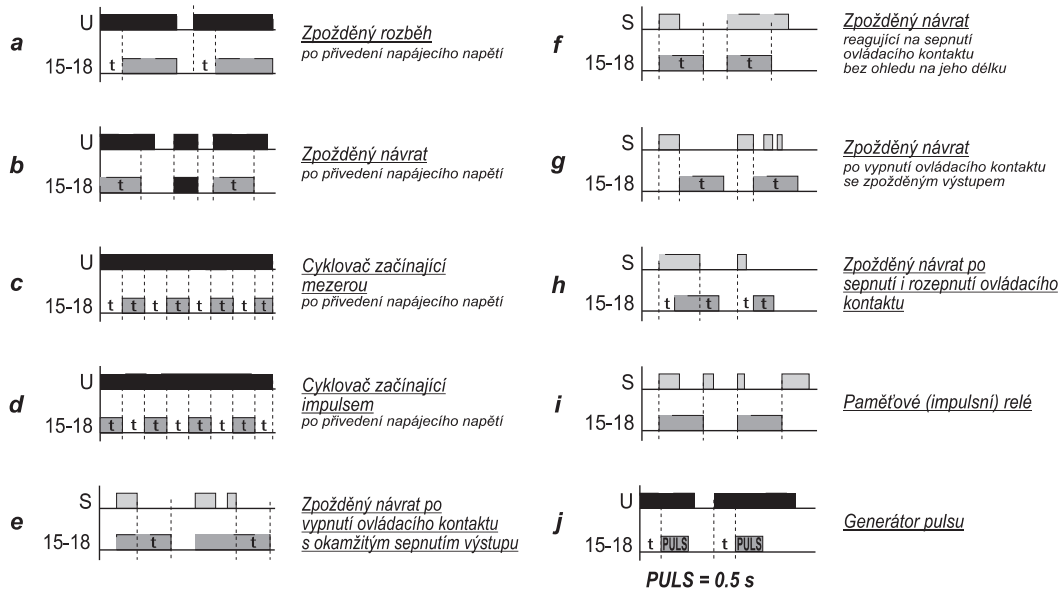 a
U
15-18
t
t
Zpožděný rozběh
po přivedení napájecího napětí
b
U
15-18
t
t
Zpožděný návrat
po přivedení napájecího napětí
c
U
15-18
t t t t t t t t
Cyklovač začínající
mezerou
po přivedení napájecího napětí
d
U
15-18
t t t t t t t t
Cyklovač začínající
impulsem
po přivedení napájecího napětí
e
S
15-18
t
t
Zpožděný návrat po
vypnutí ovládacího kontaktu
s okamžitým sepnutím výstupu
f
S
15-18
t
t
Zpožděný návrat
reagující na sepnutí
ovládacího kontaktu
bez ohledu na jeho délku
g
S
15-18
t
t
Zpožděný návrat
po vypnutí ovládacího kontaktu
se zpožděným výstupem
h
S
15-18
t t t t
Zpožděný návrat po
sepnutí i rozepnutí ovládacího
kontaktu
i
S
15-18
Paměťové (impulsní) relé
j
U
15-18
t PULS t PULS
Generátor pulsu
PULS = 0.5 s